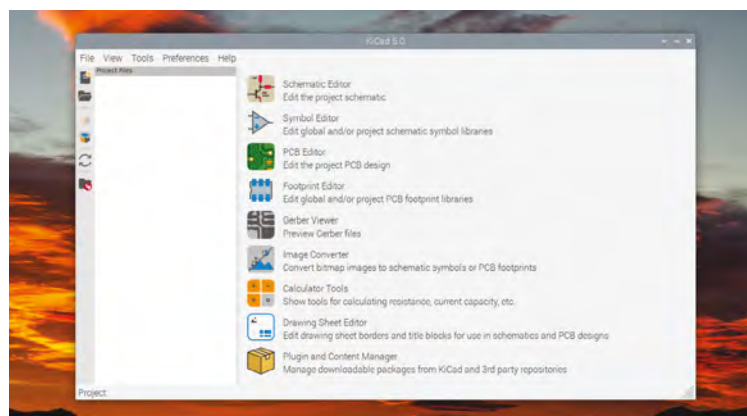 KiCad 6.0
File View Tools Preferences Help
Project Files
Schematic Editor
Edit the project schematic
Symbol Editor
Edit global and/or project schematic symbol libraries
PCB Editor
Edit the project PCB design
Footprint Editor
Edit global and/or project PCB footprint libraries
Gerber Viewer
Preview Gerber files
Image Converter
Convert bitmap images to schematic symbols or PCB footprints
Calculator Tools
Show tools for calculating resistance, current capacity, etc.
Drawing Sheet Editor
Edit drawing sheet borders and title blocks for use in schematics and PCB designs
Plugin and Content Manager
Manage downloadable packages from KiCad and 3rd party repositories
Project: